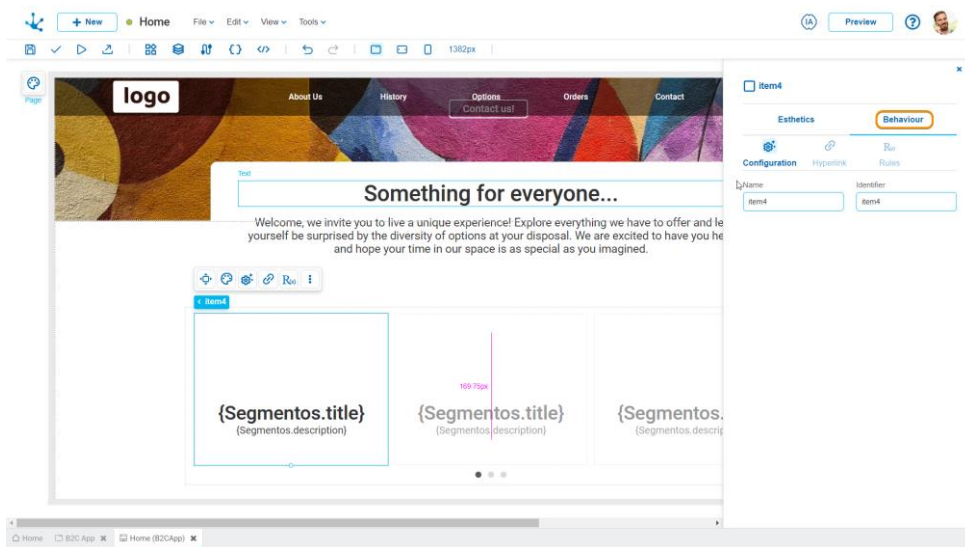 + New
Home
File
Edit
View
Tools
IA
Preview
?
1382px
Page
logo
About Us
History
Options
Orders
Contact
Contact us!
Text
Something for everyone...
Welcome, we invite you to live a unique experience! Explore everything we have to offer and le
yourself be surprised by the diversity of options at your disposal. We are excited to have you he
and hope your time in our space is as special as you imagined.
< item4
{Segmentos.title}
{Segmentos.description}
169.75px
{Segmentos.title}
{Segmentos.description}
{Segmentos.
{Segmentos.descrip
item4
Esthetics
Behaviour
Configuration
Hyperlink
Rules
Name
Identifier
item4
item4
Home
B2C App
Home (B2CApp)